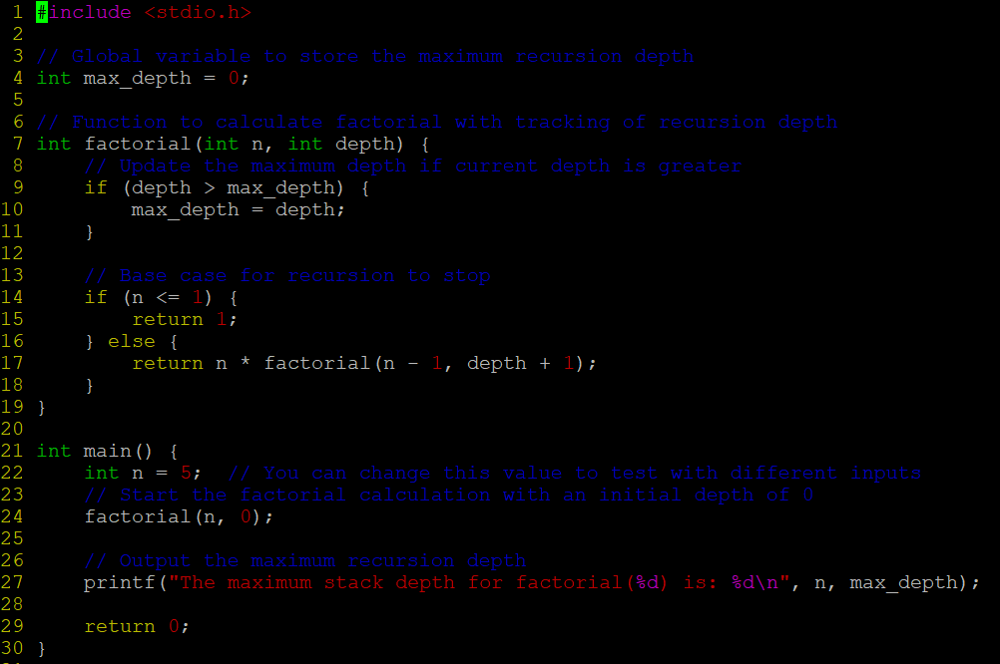 1 #include <stdio.h>
2
3 // Global variable to store the maximum recursion depth
4 int max_depth = 0;
5
6 // Function to calculate factorial with tracking of recursion depth
7 int factorial(int n, int depth) {
8     // Update the maximum depth if current depth is greater
9     if (depth > max_depth) {
10         max_depth = depth;
11     }
12
13     // Base case for recursion to stop
14     if (n <= 1) {
15         return 1;
16     } else {
17         return n * factorial(n - 1, depth + 1);
18     }
19 }
20
21 int main() {
22     int n = 5;  // You can change this value to test with different inputs
23     // Start the factorial calculation with an initial depth of 0
24     factorial(n, 0);
25
26     // Output the maximum recursion depth
27     printf("The maximum stack depth for factorial(%d) is: %d\n", n, max_depth);
28
29     return 0;
30 }